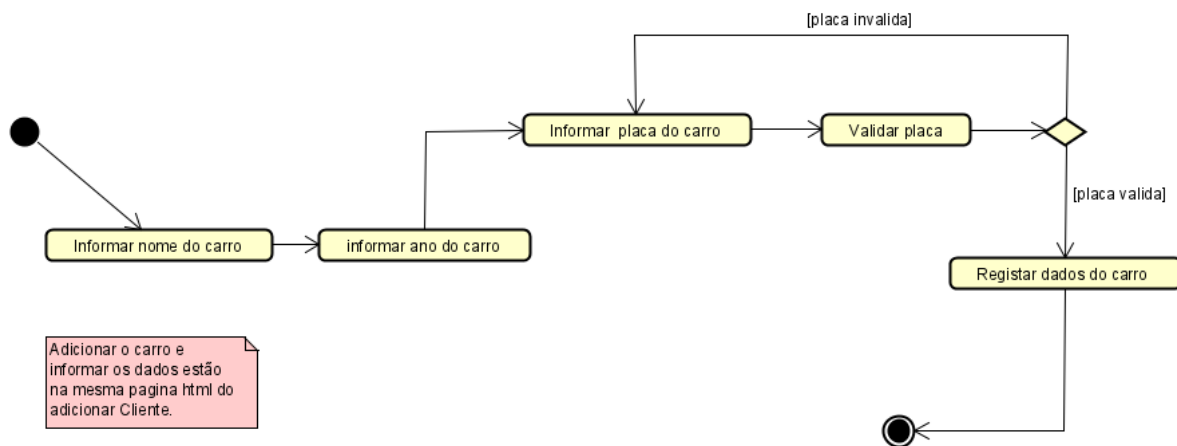 [placa invalida]
Informar placa do carro
Validar placa
[placa valida]
Informar nome do carro
informar ano do carro
Registar dados do carro
Adicionar o carro e
informar os dados estão
na mesma pagina html do
adicionar Cliente.